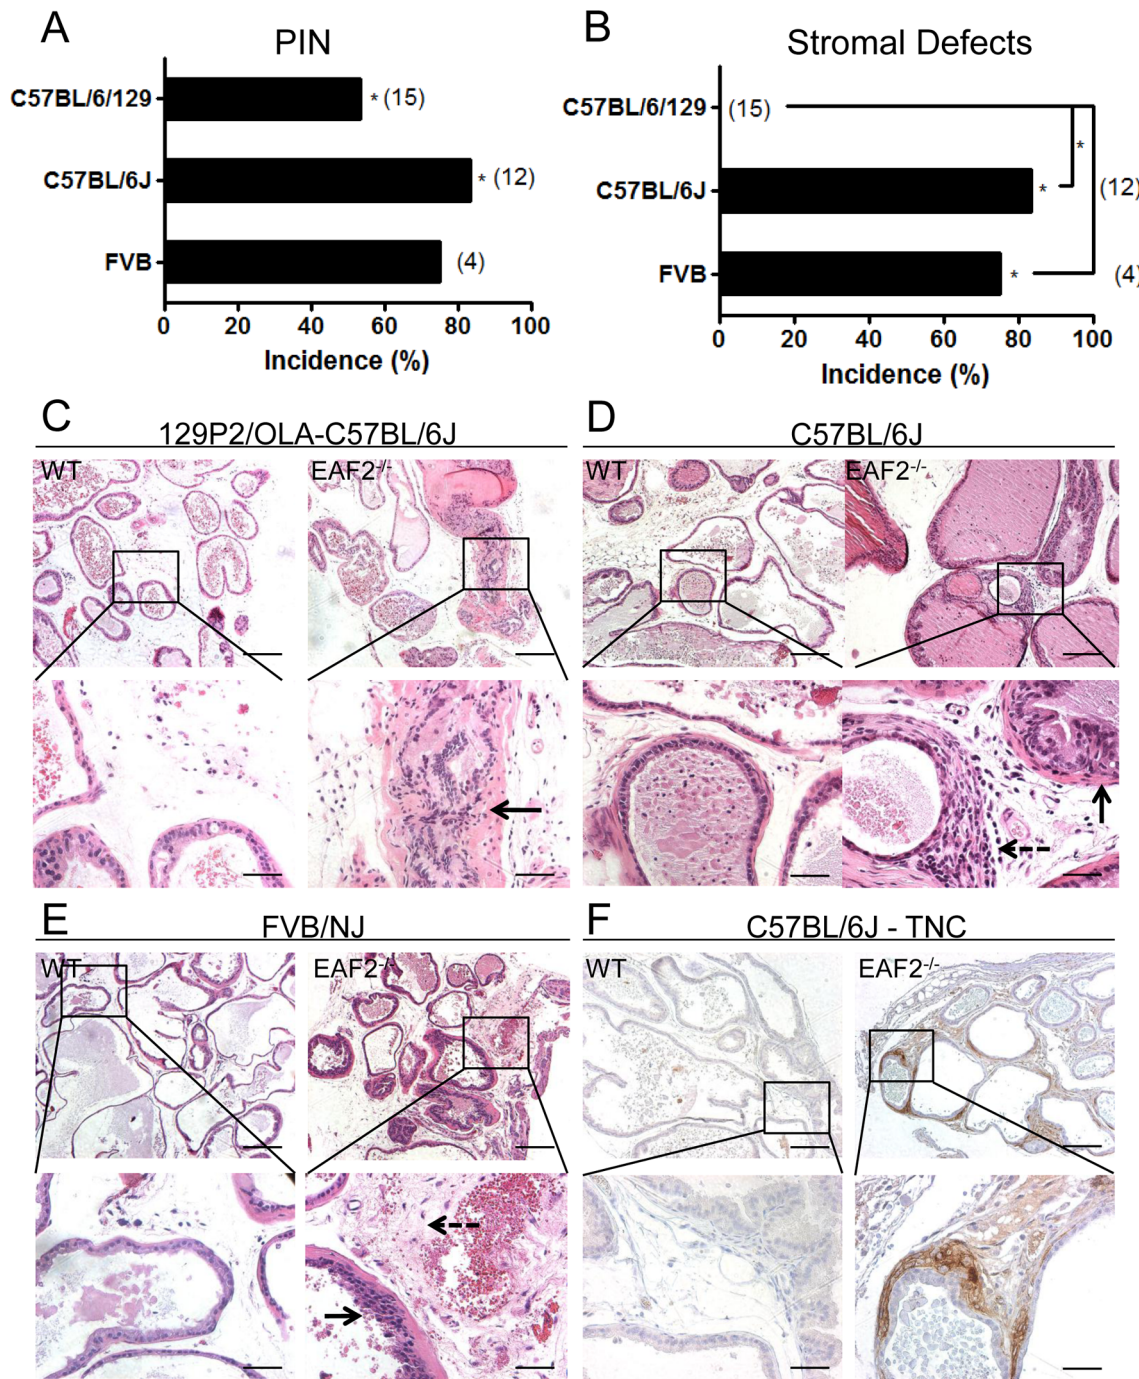 A
PIN
C57BL/6/129
* (15)
C57BL/6J
* (12)
FVB
(4)
0 20 40 60 80 100
Incidence (%)
B
Stromal Defects
C57BL/6/129
(15)
*
C57BL/6J
*
(12)
FVB
*
(4)
0 20 40 60 80 100
Incidence (%)
C
129P2/OLA-C57BL/6J
WT
EAF2-/-
D
C57BL/6J
WT
EAF2-/-
E
FVB/NJ
WT
EAF2-/-
F
C57BL/6J - TNC
WT
EAF2-/-